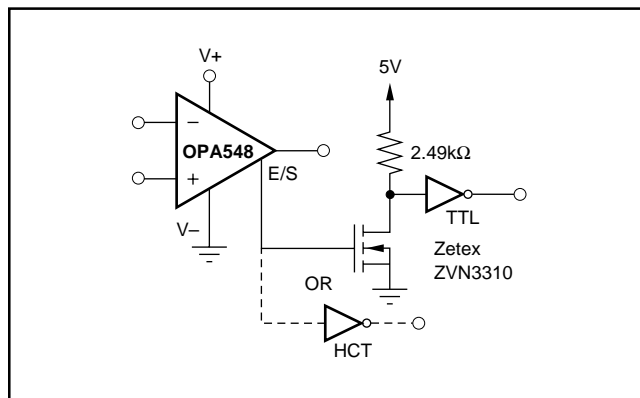 V+
5V
−
OPA548
+
E/S
2.49kΩ
V–
TTL
Zetex
ZVN3310
OR
HCT